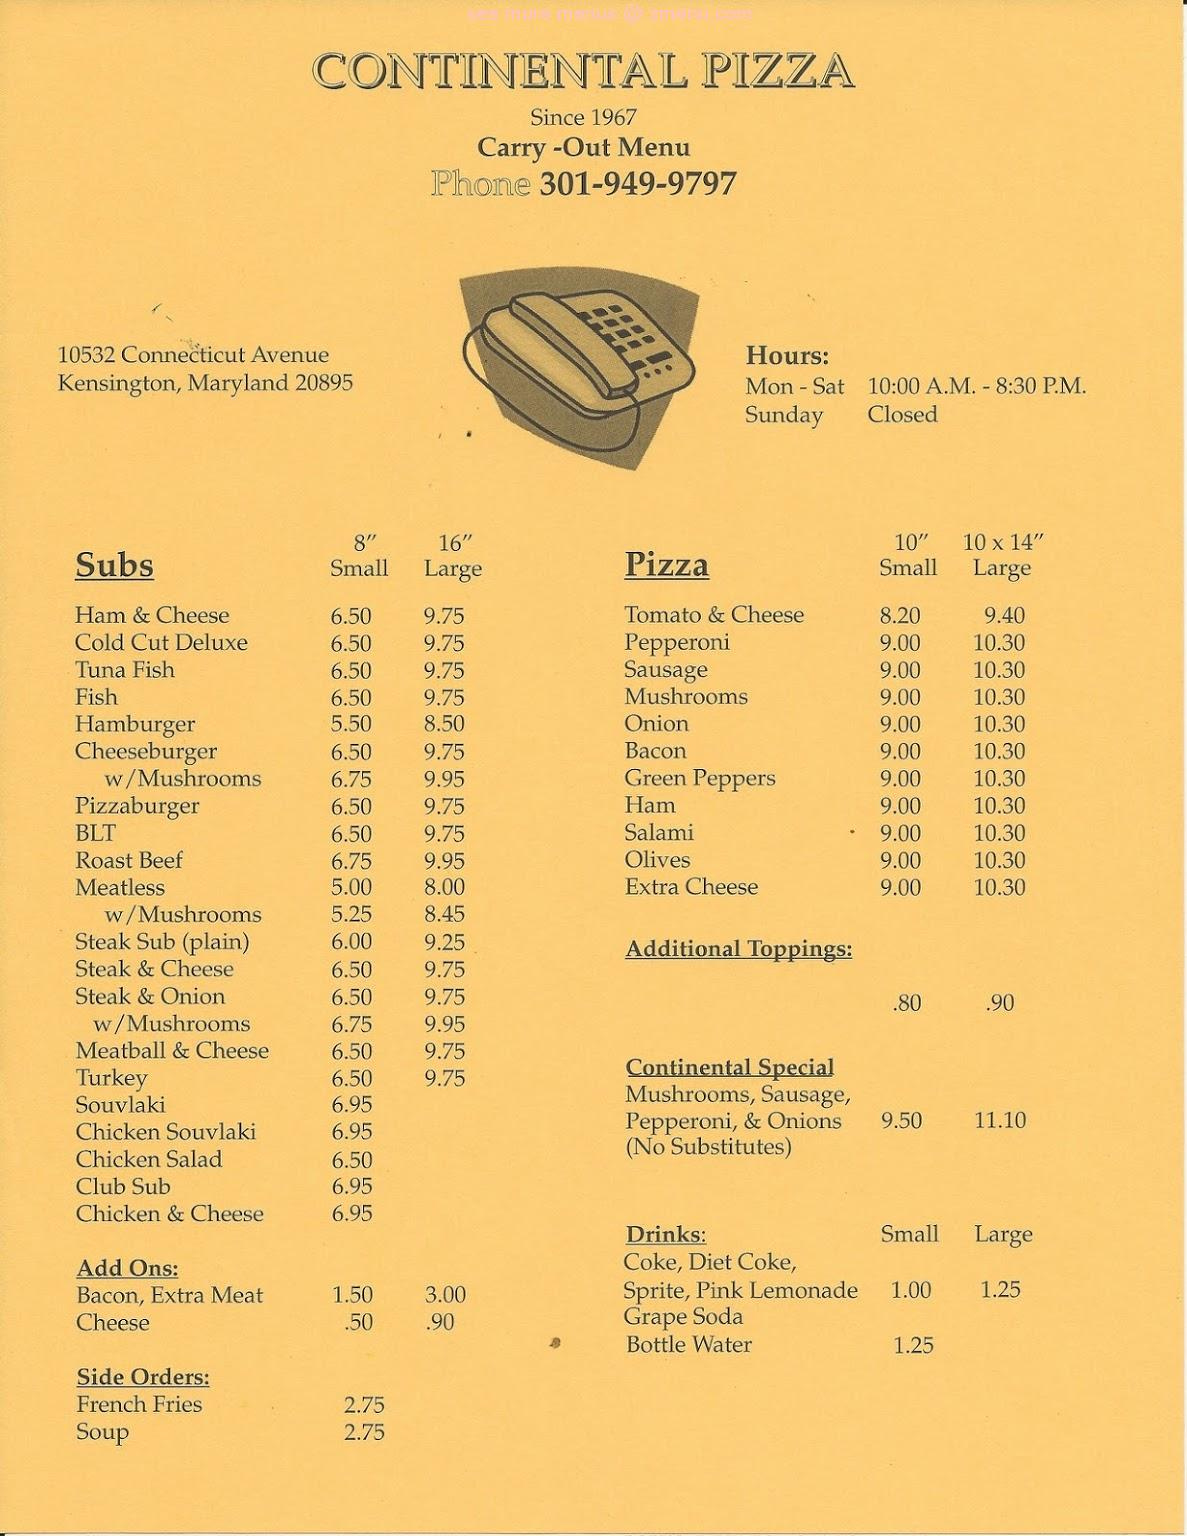 see more menus @ zmenu.com
CONTINENTAL PIZZA
Since 1967
Carry -Out Menu
Phone 301-949-9797
10532 Connecticut Avenue
Kensington, Maryland 20895
Hours:
Mon - Sat 10:00 A.M. - 8:30 P.M.
Sunday Closed
8″ 16″
Subs Small Large
Ham & Cheese 6.50 9.75
Cold Cut Deluxe 6.50 9.75
Tuna Fish 6.50 9.75
Fish 6.50 9.75
Hamburger 5.50 8.50
Cheeseburger 6.50 9.75
w/Mushrooms 6.75 9.95
Pizzaburger 6.50 9.75
BLT 6.50 9.75
Roast Beef 6.75 9.95
Meatless 5.00 8.00
w/Mushrooms 5.25 8.45
Steak Sub (plain) 6.00 9.25
Steak & Cheese 6.50 9.75
Steak & Onion 6.50 9.75
w/Mushrooms 6.75 9.95
Meatball & Cheese 6.50 9.75
Turkey 6.50 9.75
Souvlaki 6.95
Chicken Souvlaki 6.95
Chicken Salad 6.50
Club Sub 6.95
Chicken & Cheese 6.95
Add Ons:
Bacon, Extra Meat 1.50 3.00
Cheese .50 .90
Side Orders:
French Fries 2.75
Soup 2.75
10″ 10 x 14″
Pizza Small Large
Tomato & Cheese 8.20 9.40
Pepperoni 9.00 10.30
Sausage 9.00 10.30
Mushrooms 9.00 10.30
Onion 9.00 10.30
Bacon 9.00 10.30
Green Peppers 9.00 10.30
Ham 9.00 10.30
Salami 9.00 10.30
Olives 9.00 10.30
Extra Cheese 9.00 10.30
Additional Toppings:
.80 .90
Continental Special
Mushrooms, Sausage,
Pepperoni, & Onions 9.50 11.10
(No Substitutes)
Drinks: Small Large
Coke, Diet Coke,
Sprite, Pink Lemonade 1.00 1.25
Grape Soda
Bottle Water 1.25